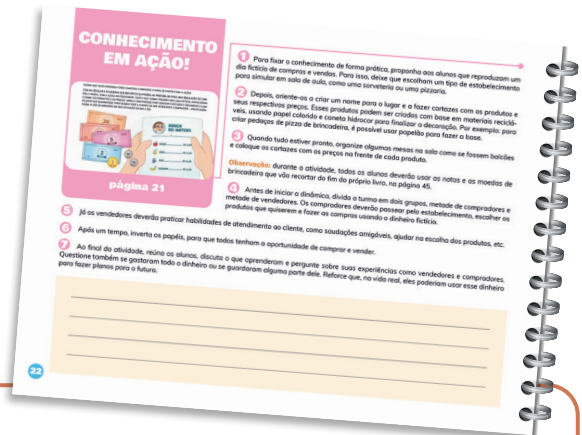 CONHECIMENTO
EM AÇÃO!
página 21
1 Para fixar o conhecimento de forma prática, proponha aos alunos que reproduzam um
dia fictício de compras e vendas. Para isso, deixe que escolham um tipo de estabelecimento
para simular em sala de aula, como uma sorveteria ou uma pizzaria.
2 Depois, oriente-os a criar um nome para o lugar e a fazer cartazes com os produtos e
seus respectivos preços. Esses produtos podem ser criados com base em materiais reciclá-
veis, usando papel colorido e caneta hidrocor para finalizar a decoração. Por exemplo: para
criar pedaços de pizza de brincadeira, é possível usar papelão para fazer a base.
3 Quando tudo estiver pronto, organize algumas mesas na sala como se fossem balcões
e coloque os cartazes com os preços na frente de cada produto.
Observação: durante a atividade, todos os alunos deverão usar as notas e as moedas de
brincadeira que vão recortar do fim do próprio livro, na página 45.
4 Antes de iniciar a dinâmica, divida a turma em dois grupos, metade de compradores e
metade de vendedores. Os compradores deverão passear pelo estabelecimento, escolher os
produtos que quiserem e fazer as compras usando o dinheiro fictício.
5 Já os vendedores deverão praticar habilidades de atendimento ao cliente, como saudações amigáveis, ajudar na escolha dos produtos, etc.
6 Após um tempo, inverta os papéis, para que todos tenham a oportunidade de comprar e vender.
7 Ao final da atividade, reúna os alunos, discuta o que aprenderam e pergunte sobre suas experiências como vendedores e compradores.
Questione também se gastaram todo o dinheiro ou se guardaram alguma parte dele. Reforce que, na vida real, eles poderiam usar esse dinheiro
para fazer planos para o futuro.
22